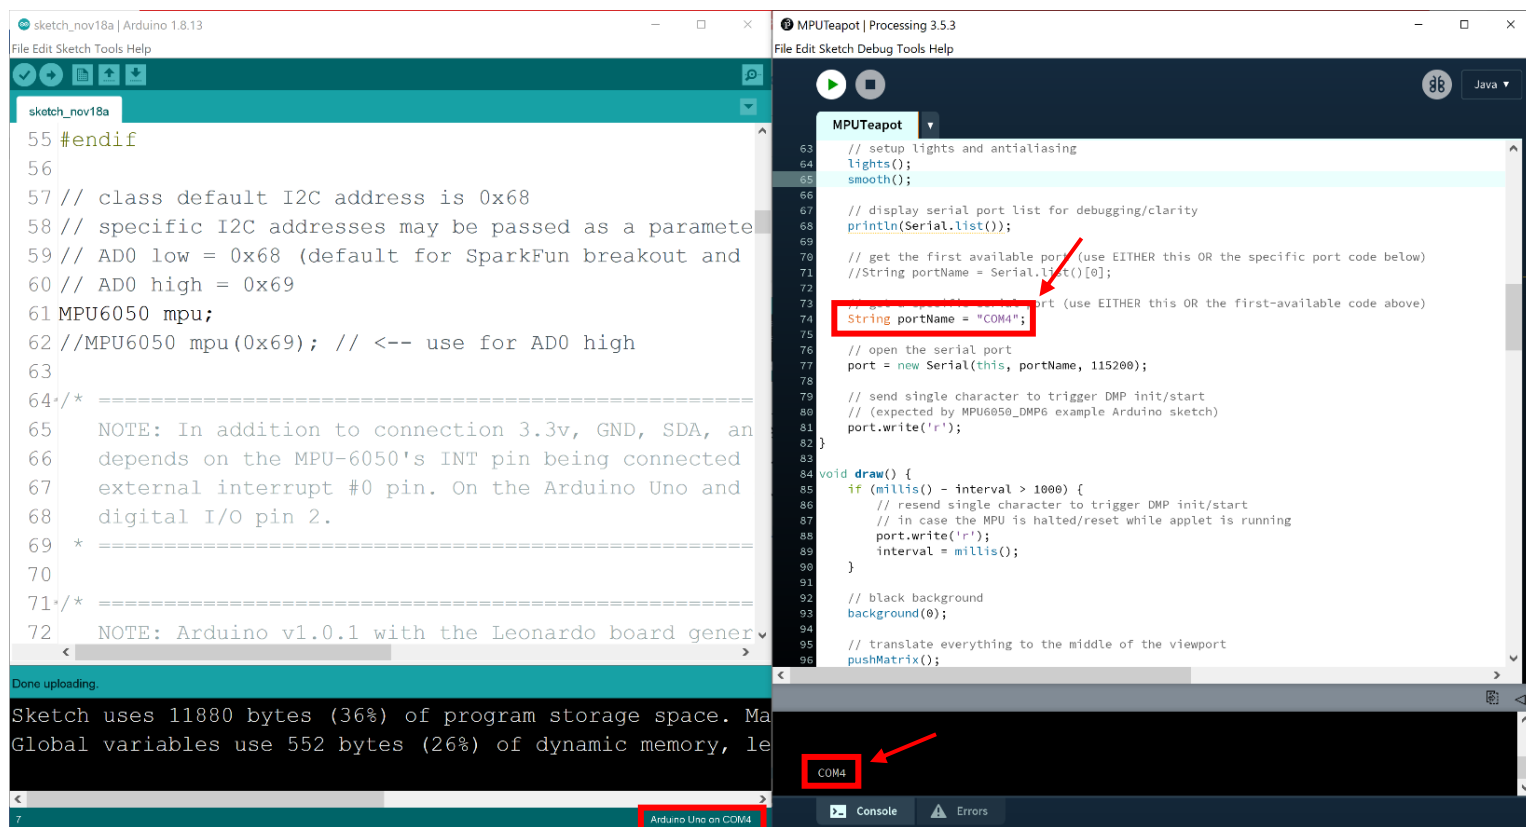 sketch_nov18a | Arduino 1.8.13
File Edit Sketch Tools Help
sketch_nov18a
55 #endif
56
57 // class default I2C address is 0x68
58 // specific I2C addresses may be passed as a paramete
59 // AD0 low = 0x68 (default for SparkFun breakout and
60 // AD0 high = 0x69
61 MPU6050 mpu;
62 //MPU6050 mpu(0x69); // <-- use for AD0 high
63
64 /* ==================================================
65 NOTE: In addition to connection 3.3v, GND, SDA, an
66 depends on the MPU-6050's INT pin being connected
67 external interrupt #0 pin. On the Arduino Uno and
68 digital I/O pin 2.
69 * ==================================================
70
71 /* ==================================================
72 NOTE: Arduino v1.0.1 with the Leonardo board gener
Done uploading.
Sketch uses 11880 bytes (36%) of program storage space. Ma
Global variables use 552 bytes (26%) of dynamic memory, le
7
Arduino Uno on COM4
MPUTeapot | Processing 3.5.3
File Edit Sketch Debug Tools Help
Java
MPUTeapot
63 // setup lights and antialiasing
64 lights();
65 smooth();
66
67 // display serial port list for debugging/clarity
68 println(Serial.list());
69
70 // get the first available port (use EITHER this OR the specific port code below)
71 //String portName = Serial.list()[0];
72
73 // get a specific serial port (use EITHER this OR the first-available code above)
74 String portName = "COM4";
75
76 // open the serial port
77 port = new Serial(this, portName, 115200);
78
79 // send single character to trigger DMP init/start
80 // (expected by MPU6050_DMP6 example Arduino sketch)
81 port.write('r');
82 }
83
84 void draw() {
85 if (millis() - interval > 1000) {
86 // resend single character to trigger DMP init/start
87 // in case the MPU is halted/reset while applet is running
88 port.write('r');
89 interval = millis();
90 }
91
92 // black background
93 background(0);
94
95 // translate everything to the middle of the viewport
96 pushMatrix();
COM4
Console
Errors